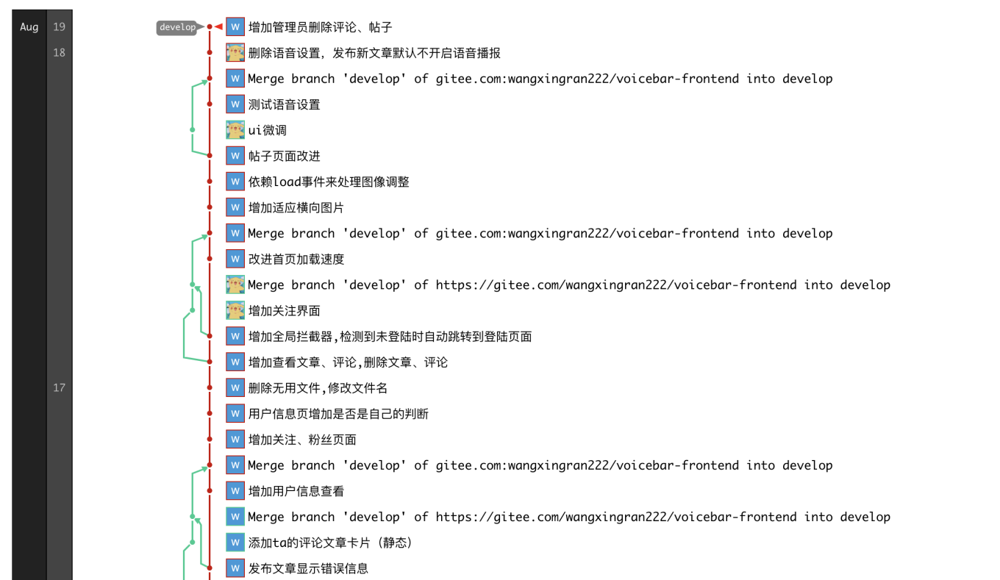 Aug 19 develop W 增加管理员删除评论、帖子
18 删除语音设置，发布新文章默认不开启语音播报
W Merge branch 'develop' of gitee.com:wangxingran222/voicebar-frontend into develop
W 测试语音设置
ui微调
W 帖子页面改进
W 依赖load事件来处理图像调整
W 增加适应横向图片
W Merge branch 'develop' of gitee.com:wangxingran222/voicebar-frontend into develop
W 改进首页加载速度
Merge branch 'develop' of https://gitee.com/wangxingran222/voicebar-frontend into develop
增加关注界面
W 增加全局拦截器,检测到未登陆时自动跳转到登陆页面
W 增加查看文章、评论,删除文章、评论
17 W 删除无用文件,修改文件名
W 用户信息页增加是否是自己的判断
W 增加关注、粉丝页面
W Merge branch 'develop' of gitee.com:wangxingran222/voicebar-frontend into develop
W 增加用户信息查看
W Merge branch 'develop' of https://gitee.com/wangxingran222/voicebar-frontend into develop
W 添加ta的评论文章卡片（静态）
W 发布文章显示错误信息